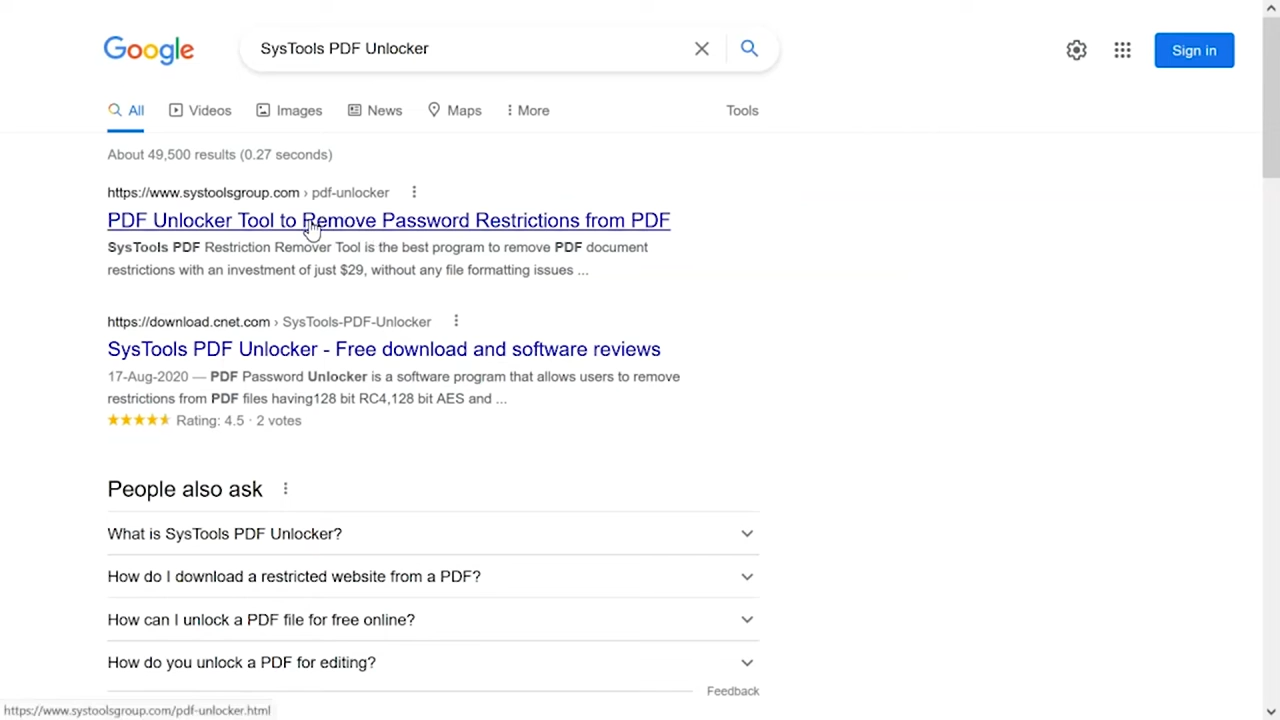 Google
SysTools PDF Unlocker
Sign in
All Videos Images News Maps More Tools
About 49,500 results (0.27 seconds)
https://www.systoolsgroup.com › pdf-unlocker
PDF Unlocker Tool to Remove Password Restrictions from PDF
SysTools PDF Restriction Remover Tool is the best program to remove PDF document
restrictions with an investment of just $29, without any file formatting issues ...
https://download.cnet.com › SysTools-PDF-Unlocker
SysTools PDF Unlocker - Free download and software reviews
17-Aug-2020 — PDF Password Unlocker is a software program that allows users to remove
restrictions from PDF files having128 bit RC4,128 bit AES and ...
Rating: 4.5 · 2 votes
People also ask
What is SysTools PDF Unlocker?
How do I download a restricted website from a PDF?
How can I unlock a PDF file for free online?
How do you unlock a PDF for editing?
Feedback
https://www.systoolsgroup.com/pdf-unlocker.html